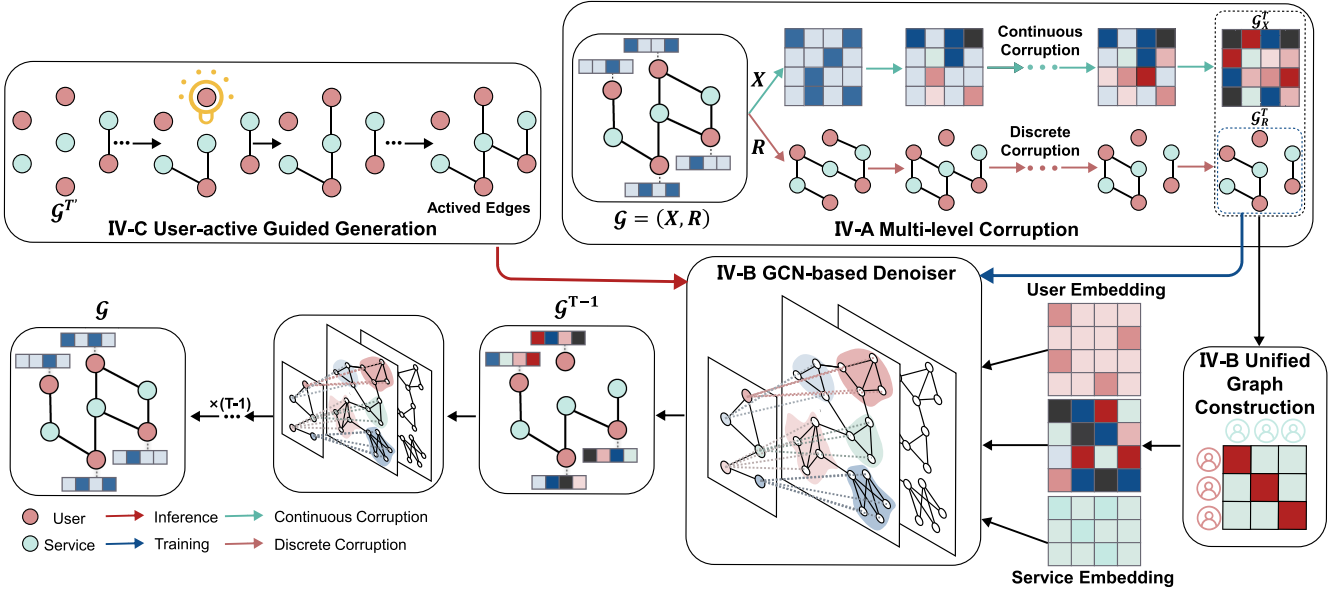 𝒢ᵀ′
Actived Edges
IV-C User-active Guided Generation
X
R
𝒢 = (X, R)
Continuous
Corruption
Discrete
Corruption
𝒢_X^T
𝒢_R^T
IV-A Multi-level Corruption
IV-B GCN-based Denoiser
User Embedding
Service Embedding
IV-B Unified
Graph
Construction
𝒢
×(T-1)
𝒢ᵀ⁻¹
User
Inference
Continuous Corruption
Service
Training
Discrete Corruption